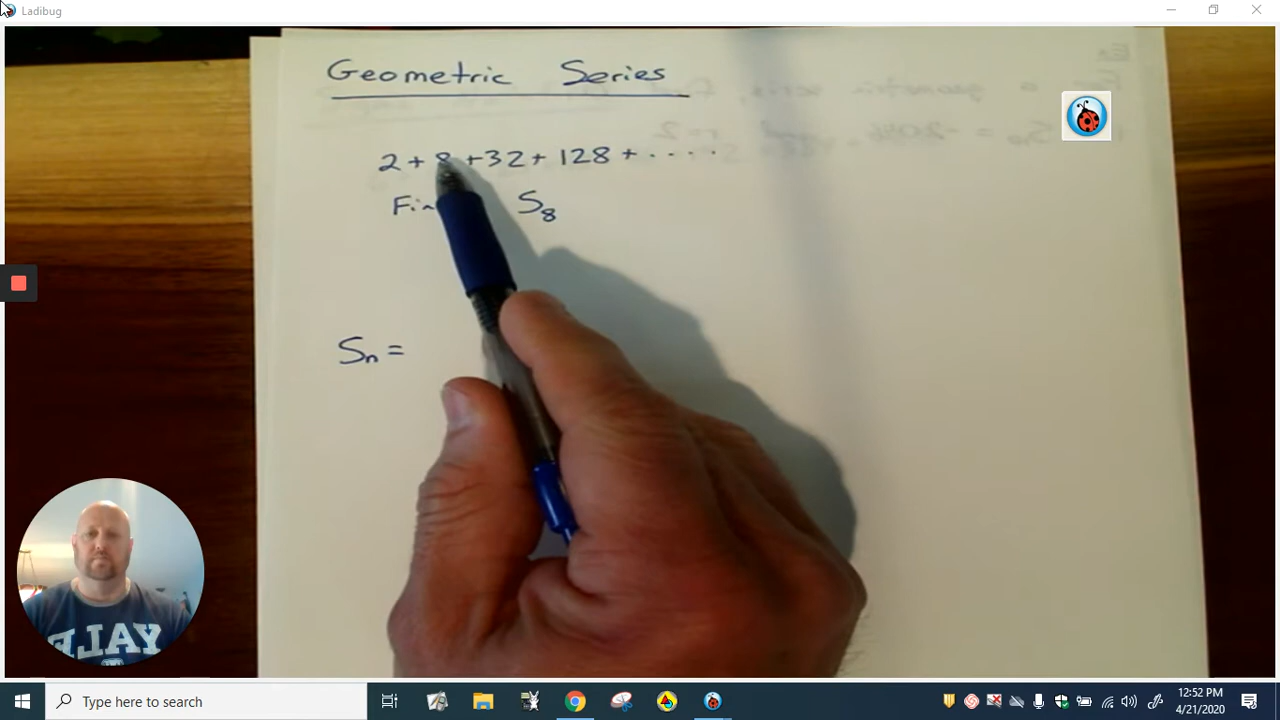 Ladibug
Geometric Series
2 + 8 + 32 + 128 + . . . .
S8
Sn =
YALE
Type here to search
12:52 PM
4/21/2020